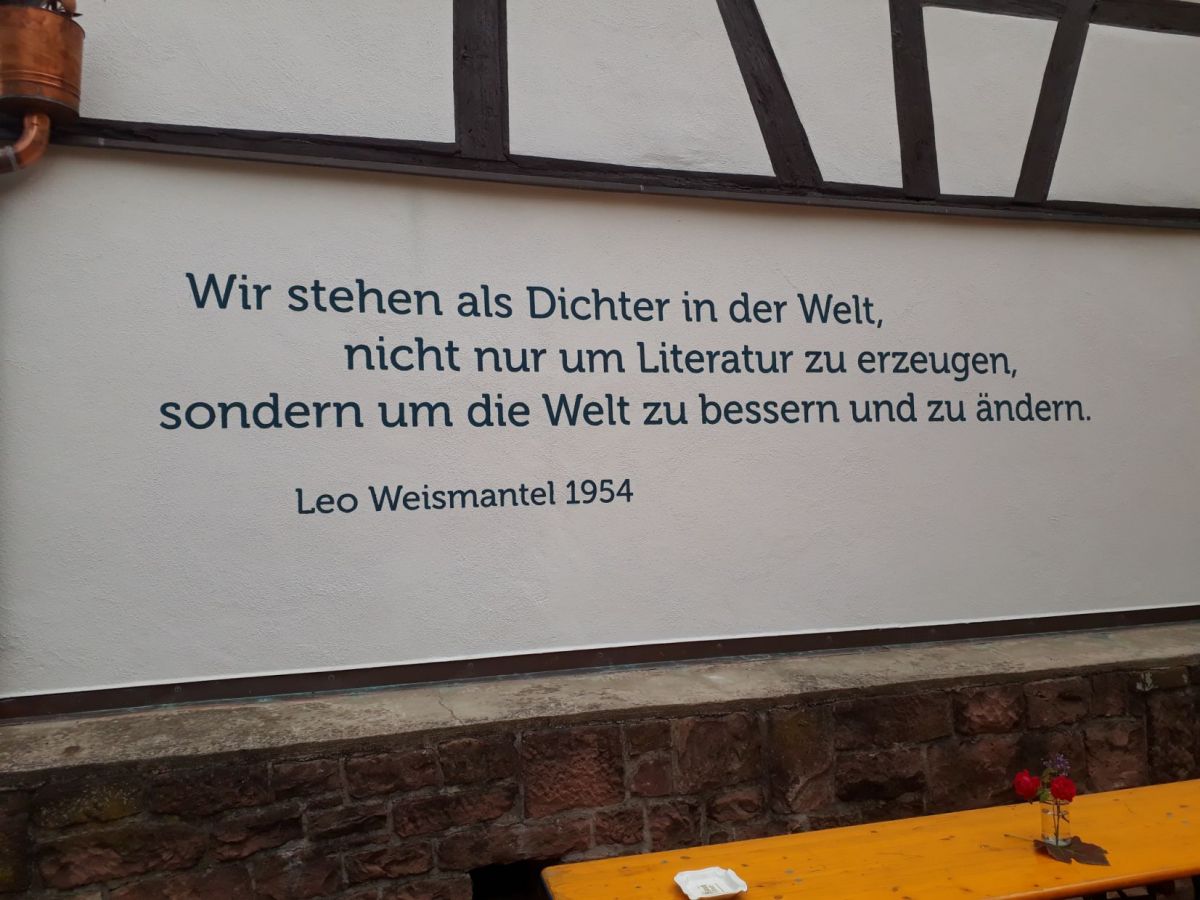 Wir stehen als Dichter in der Welt,
nicht nur um Literatur zu erzeugen,
sondern um die Welt zu bessern und zu ändern.
Leo Weismantel 1954